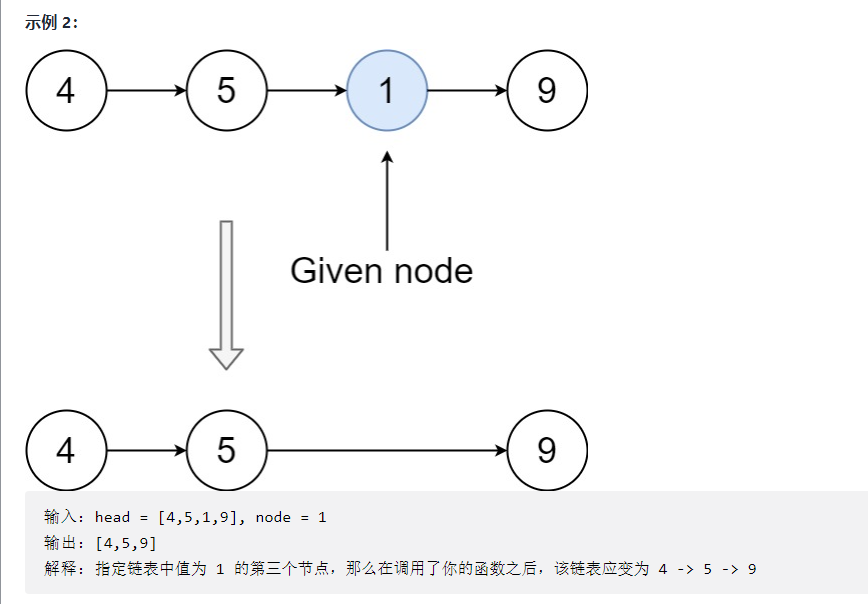 示例 2：
4 5 1 9
Given node
4 5 9
输入：head = [4,5,1,9], node = 1
输出：[4,5,9]
解释：指定链表中值为 1 的第三个节点，那么在调用了你的函数之后，该链表应变为 4 -> 5 -> 9